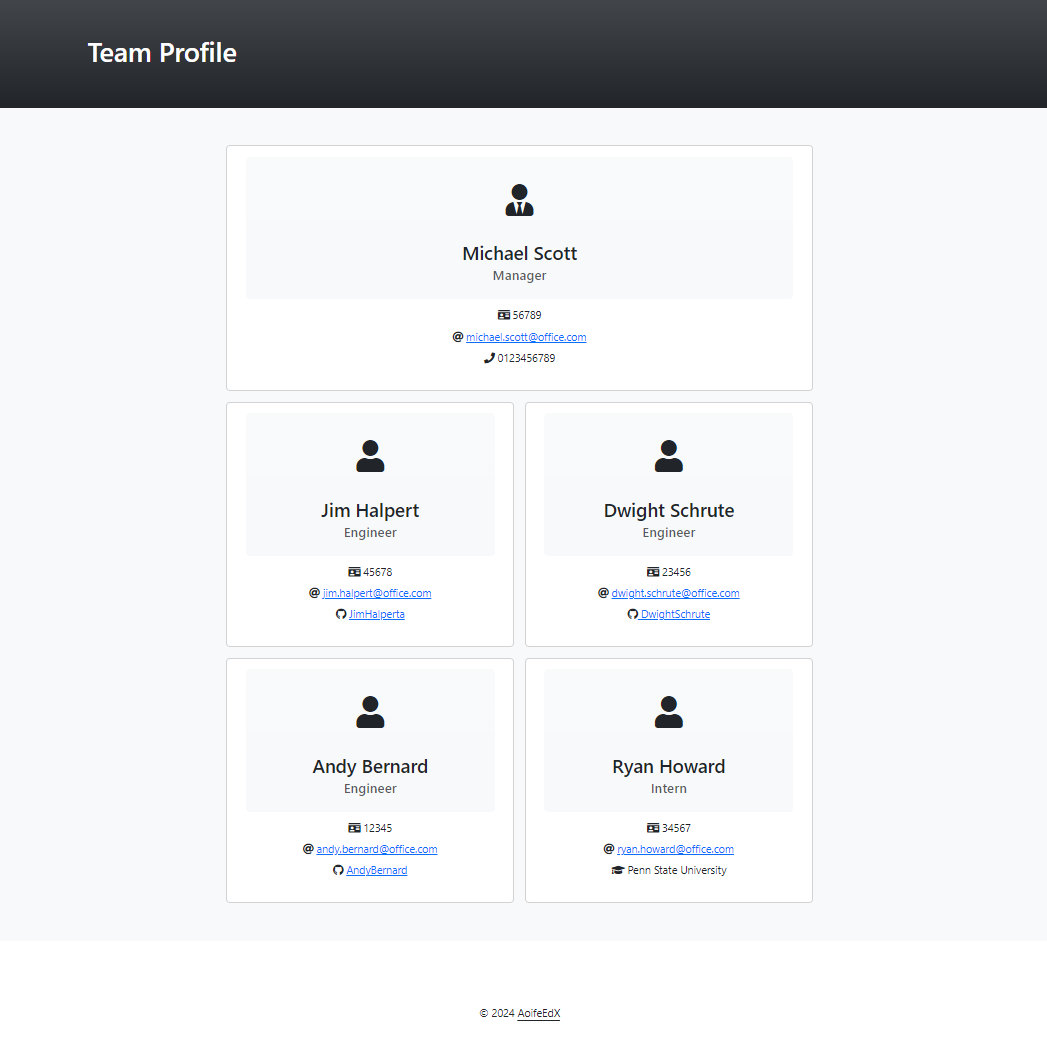 Team Profile
Michael Scott
Manager
56789
michael.scott@office.com
0123456789
Jim Halpert
Engineer
45678
jim.halpert@office.com
JimHalperta
Dwight Schrute
Engineer
23456
dwight.schrute@office.com
DwightSchrute
Andy Bernard
Engineer
12345
andy.bernard@office.com
AndyBernard
Ryan Howard
Intern
34567
ryan.howard@office.com
Penn State University
© 2024 AoifeEdX